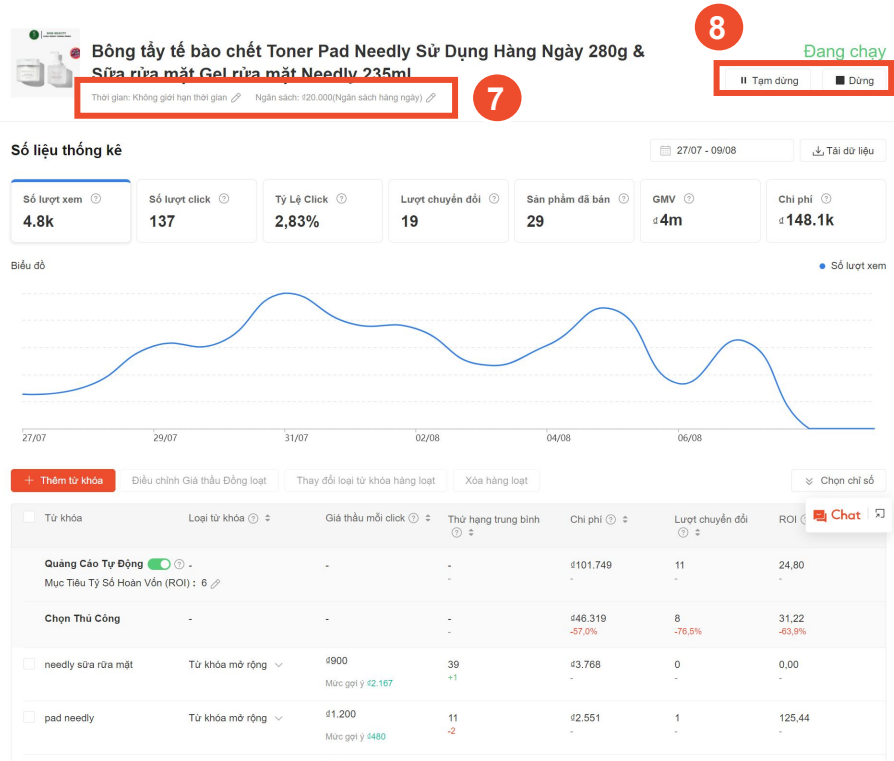 8
Bông tẩy tế bào chết Toner Pad Needly Sử Dụng Hàng Ngày 280g &
Sữa rửa mặt Gel rửa mặt Needly 235ml
Đang chạy
Tạm dừng
Dừng
Thời gian: Không giới hạn thời gian
Ngân sách: ₫20.000(Ngân sách hàng ngày)
7
Số liệu thống kê
27/07 - 09/08
Tải dữ liệu
Số lượt xem
4.8k
Số lượt click
137
Tỷ Lệ Click
2,83%
Lượt chuyển đổi
19
Sản phẩm đã bán
29
GMV
₫4m
Chi phí
₫148.1k
Biểu đồ
Số lượt xem
27/07 29/07 31/07 02/08 04/08 06/08
+ Thêm từ khóa
Điều chỉnh Giá thầu Đồng loạt
Thay đổi loại từ khóa hàng loạt
Xóa hàng loạt
Chọn chỉ số
Chat
Từ khóa Loại từ khóa Giá thầu mỗi click Thứ hạng trung bình Chi phí Lượt chuyển đổi ROI
Quảng Cáo Tự Động - - - ₫101.749 11 24,80
- - - -
Mục Tiêu Tỷ Số Hoàn Vốn (ROI) : 6
Chọn Thủ Công - - - ₫46.319 8 31,22
- -57,0% -76,5% -63,9%
needly sữa rữa mặt Từ khóa mở rộng ₫900 39 ₫3.768 0 0,00
+1 - - -
Mức gợi ý ₫2.167
pad needly Từ khóa mở rộng ₫1.200 11 ₫2.551 1 125,44
-2 - - -
Mức gợi ý ₫480